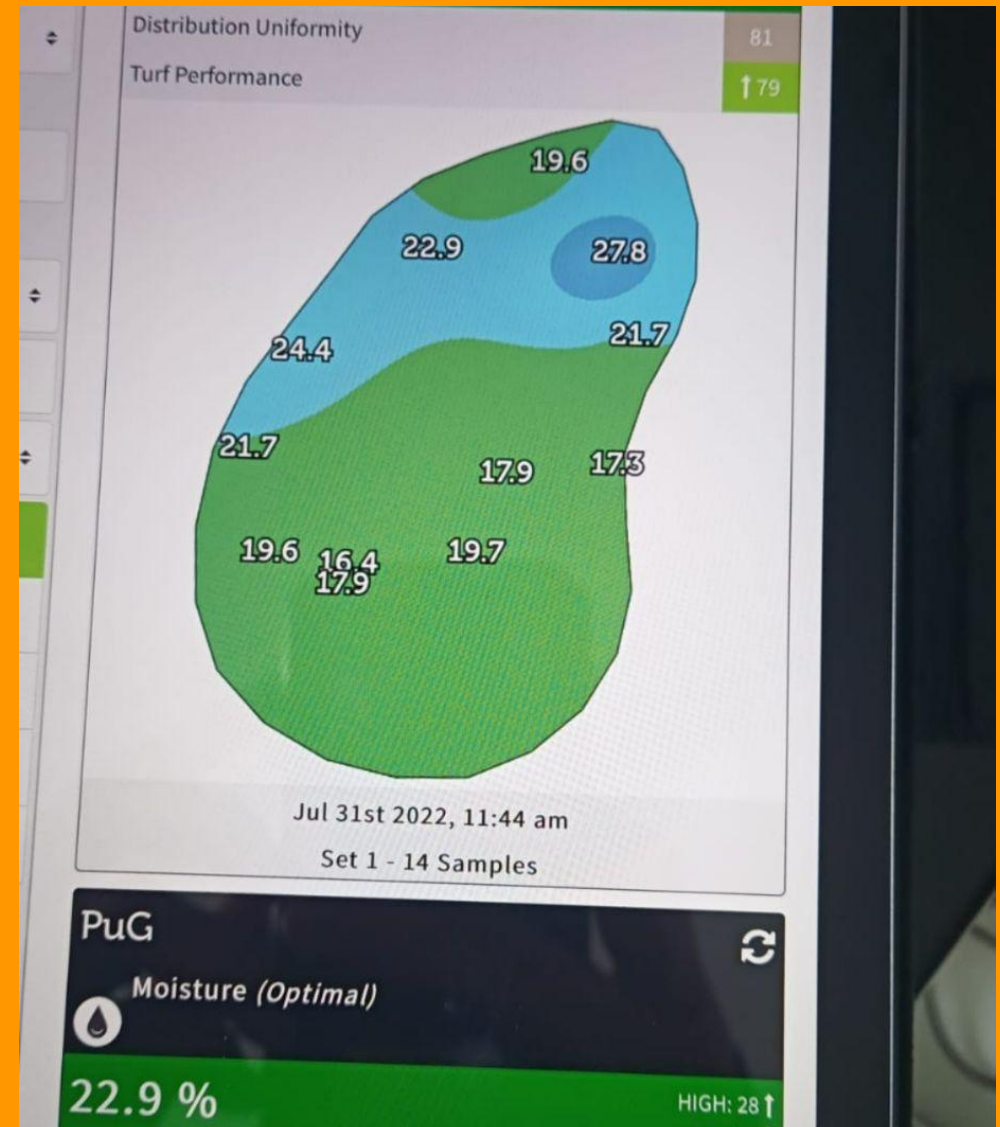 Distribution Uniformity 81
Turf Performance ↑79
19.6
22.9 27.8
24.4 21.7
21.7
17.9 17.3
19.6 16.4 19.7
17.9
Jul 31st 2022, 11:44 am
Set 1 - 14 Samples
PuG
Moisture (Optimal)
22.9 % HIGH: 28↑